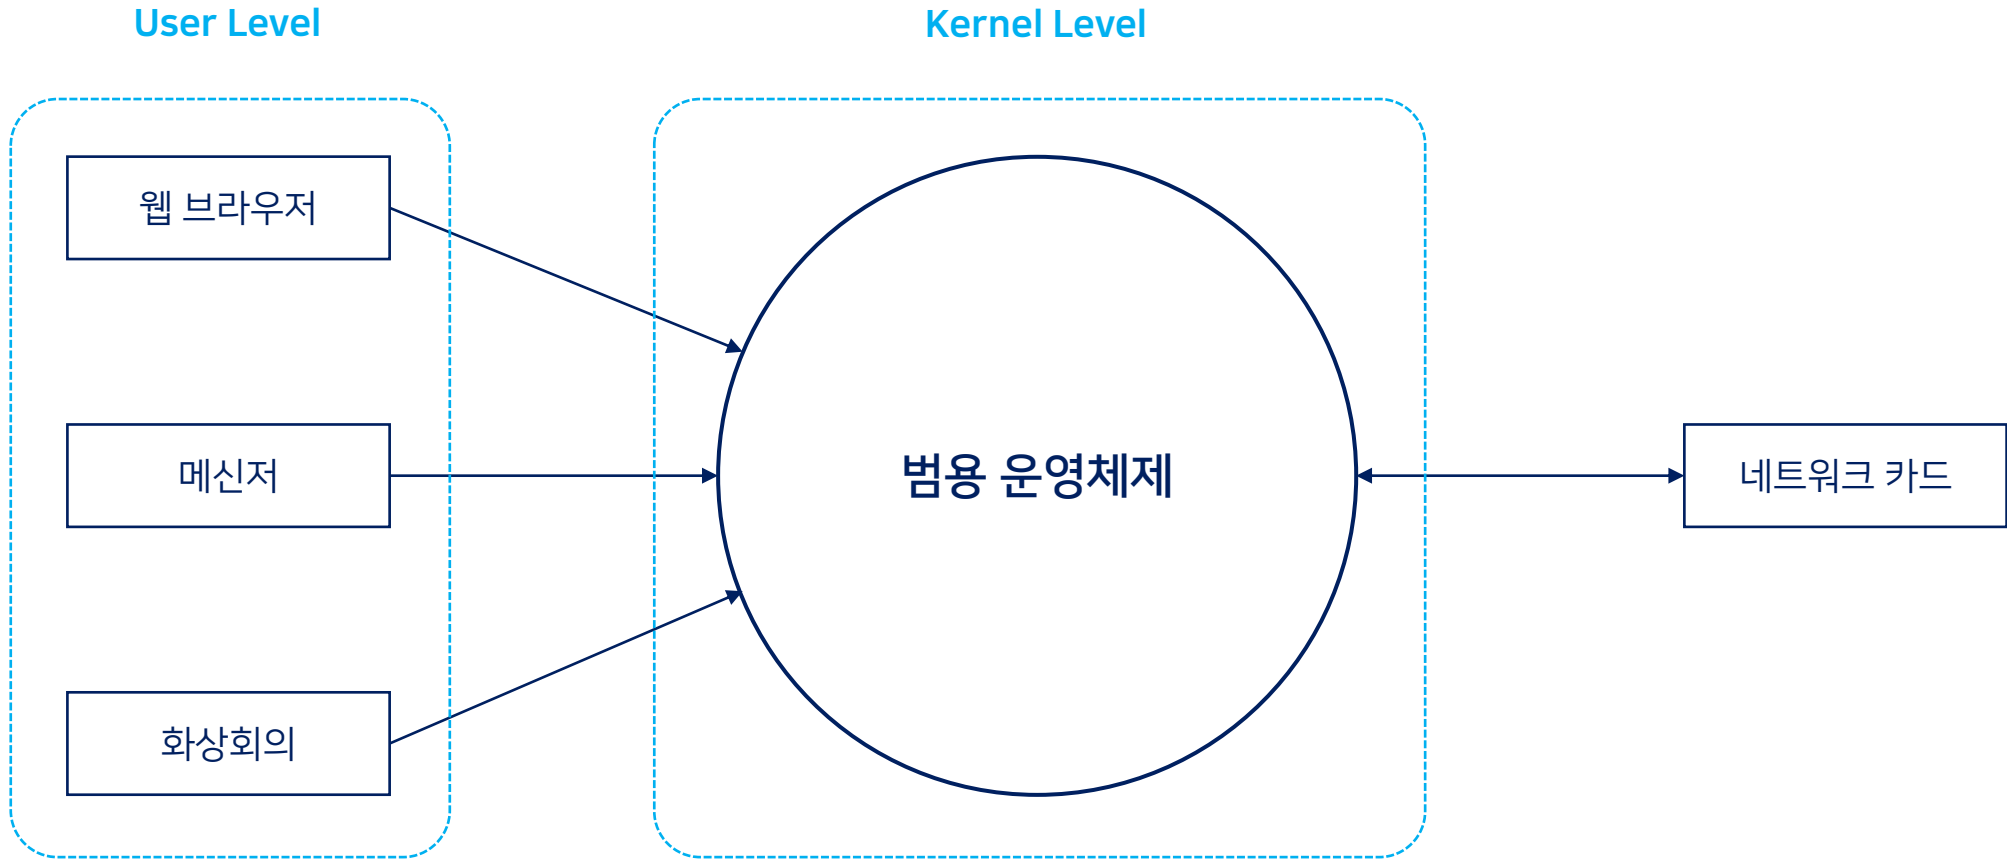 User Level
Kernel Level
웹 브라우저
메신저
범용 운영체제
네트워크 카드
화상회의